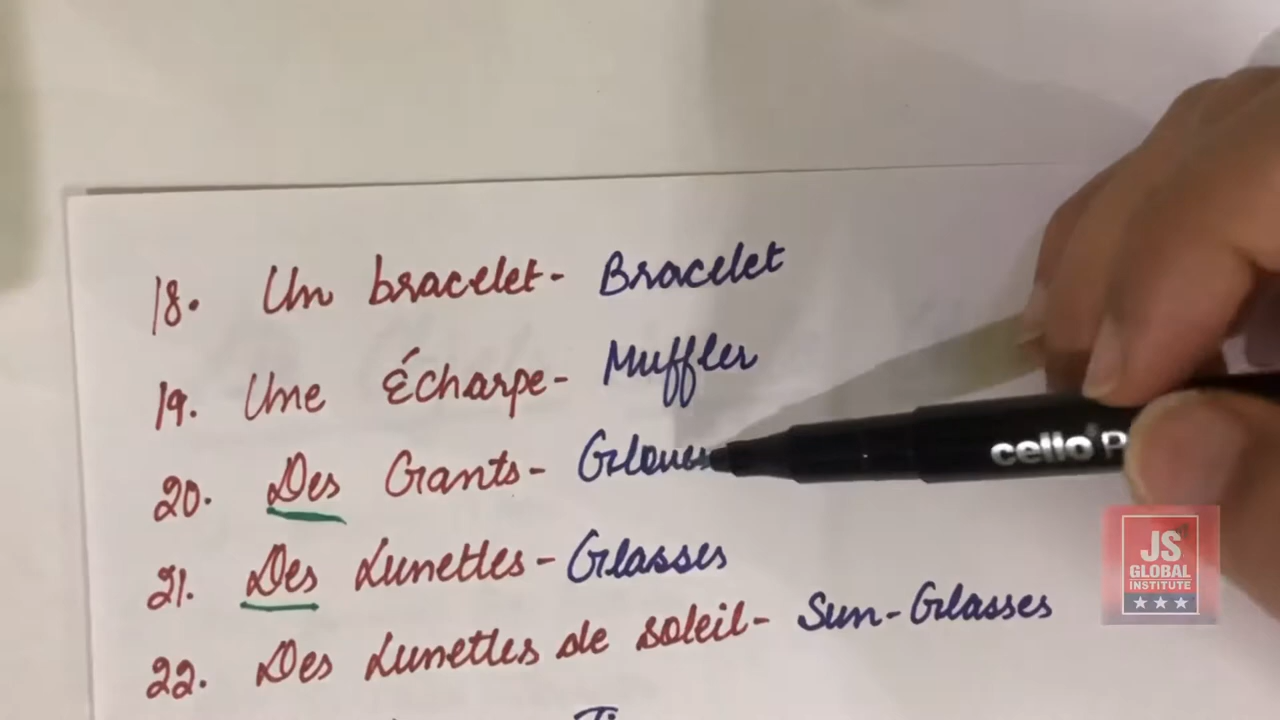 18. Un bracelet- Bracelet
19. Une Écharpe- Muffler
20. Des Gants- Gloves
21. Des Lunettes- Glasses
22. Des Lunettes de soleil- Sun-Glasses
cello
JS
GLOBAL
INSTITUTE